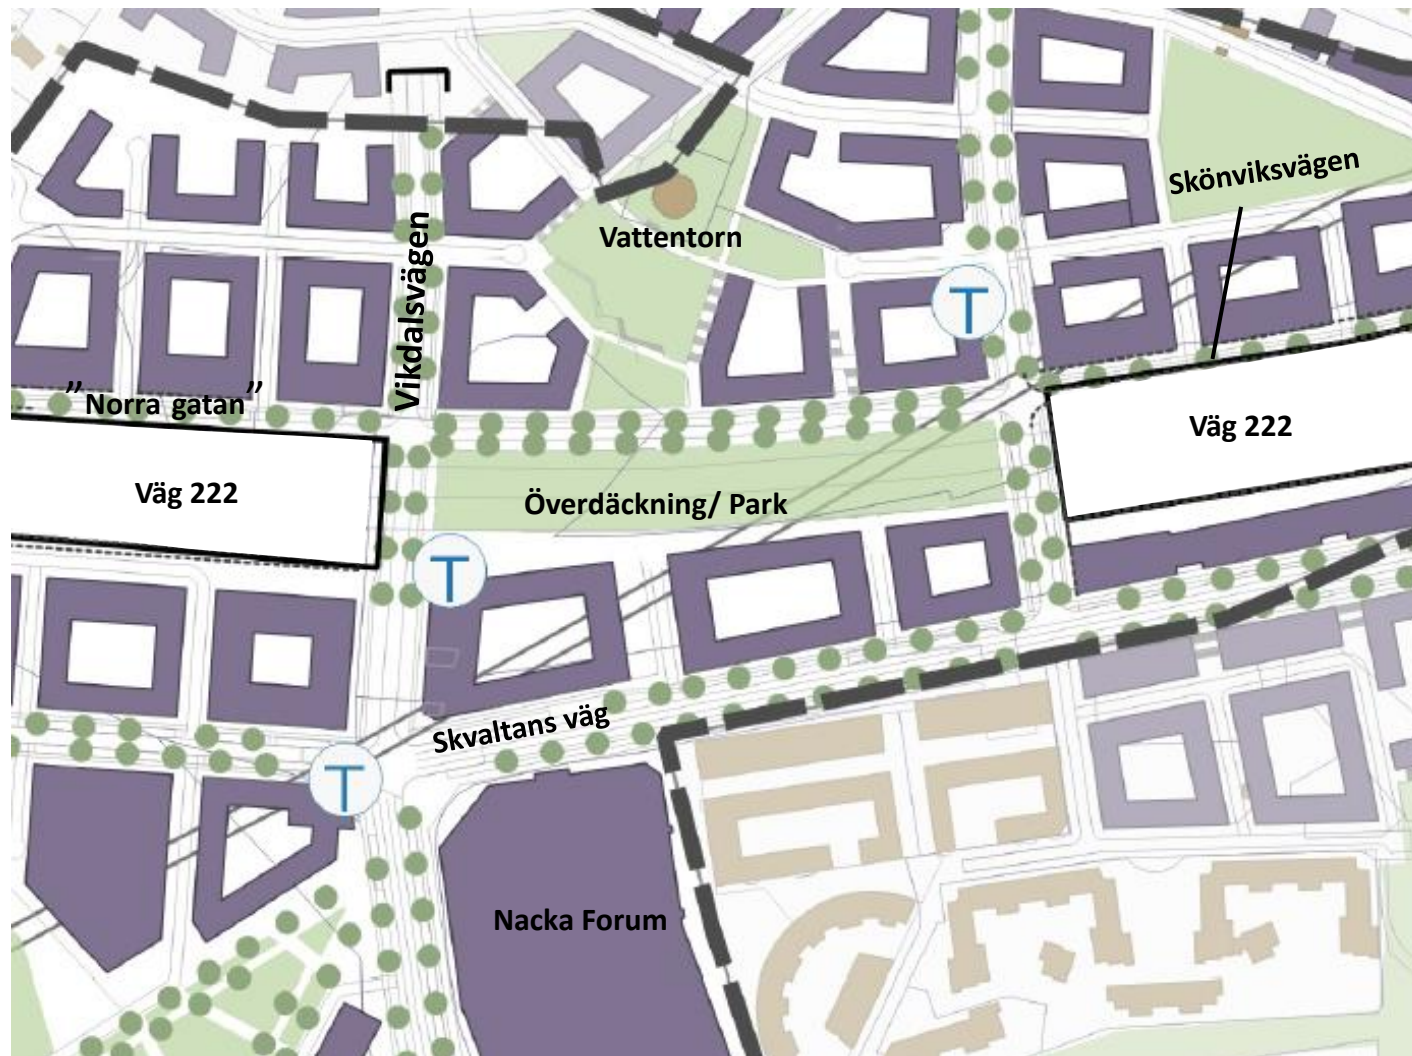 Skönviksvägen
Vattentorn
Vikdalsvägen
T
”Norra gatan”
Väg 222
Väg 222
Överdäckning/ Park
T
Skvaltans väg
T
Nacka Forum